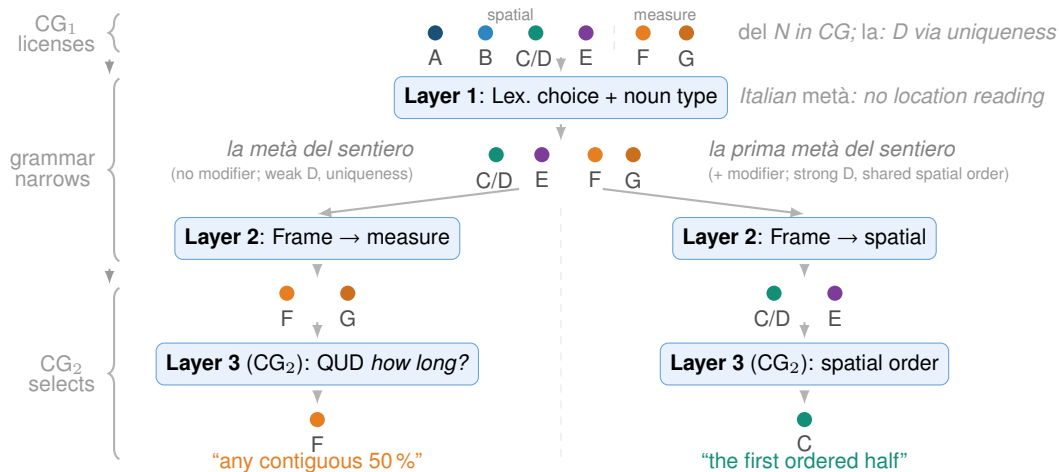 CG₁
licenses
spatial
measure
A B C/D E F G
del N in CG; la: D via uniqueness
Layer 1: Lex. choice + noun type
Italian metà: no location reading
grammar
narrows
la metà del sentiero
(no modifier; weak D, uniqueness)
C/D E F G
la prima metà del sentiero
(+ modifier; strong D, shared spatial order)
Layer 2: Frame → measure
Layer 2: Frame → spatial
F G
C/D E
CG₂
selects
Layer 3 (CG₂): QUD how long?
Layer 3 (CG₂): spatial order
F
C
“any contiguous 50 %”
“the first ordered half”